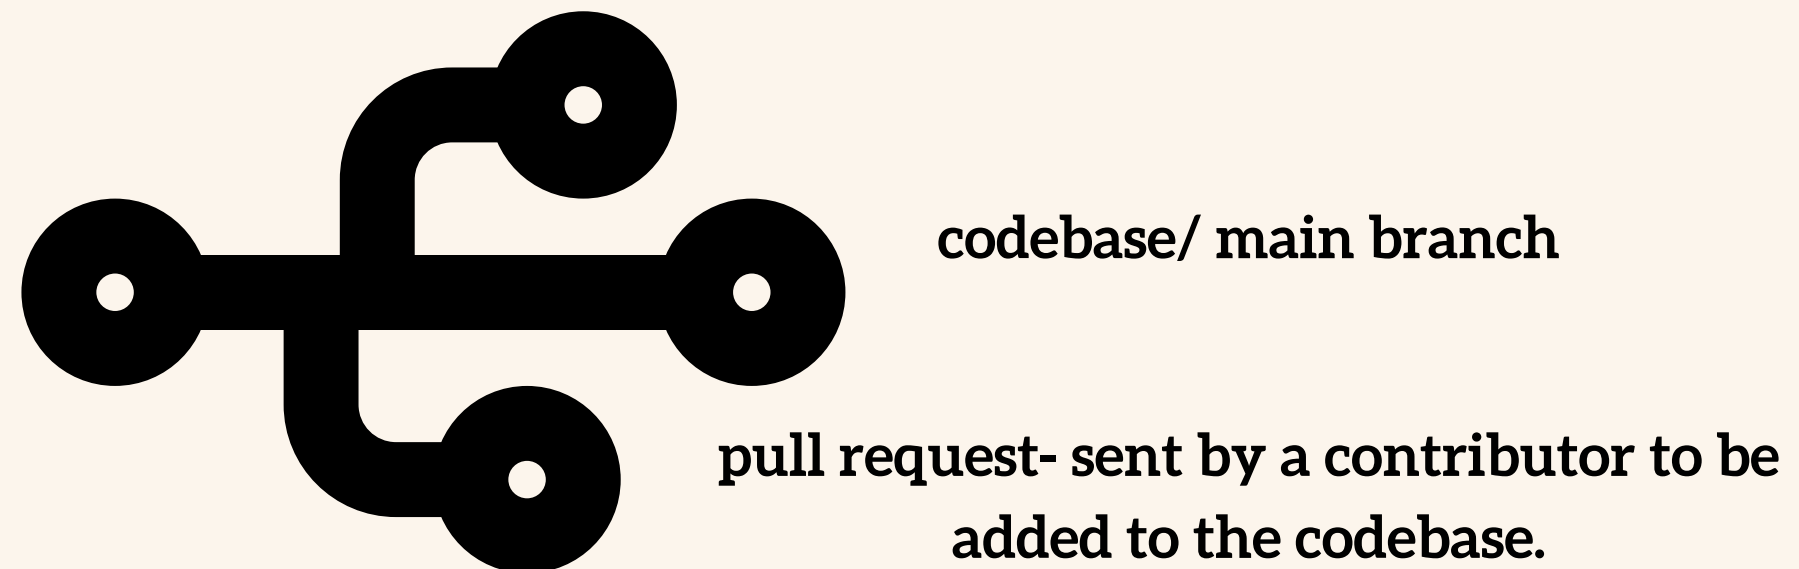 codebase/ main branch
pull request- sent by a contributor to be
added to the codebase.